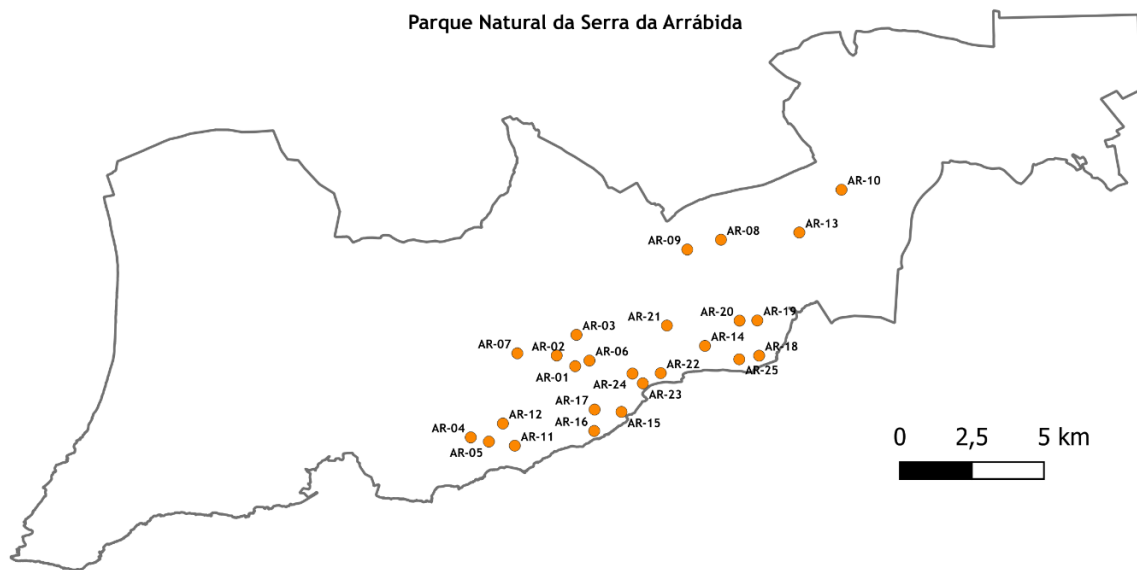 Parque Natural da Serra da Arrábida
AR-10
AR-13
AR-08
AR-09
AR-21
AR-20
AR-19
AR-03
AR-14
AR-07
AR-02
AR-06
AR-18
AR-01
AR-22
AR-25
AR-24
AR-23
AR-17
AR-12
AR-16
AR-15
AR-04
AR-11
AR-05
0 2,5 5 km